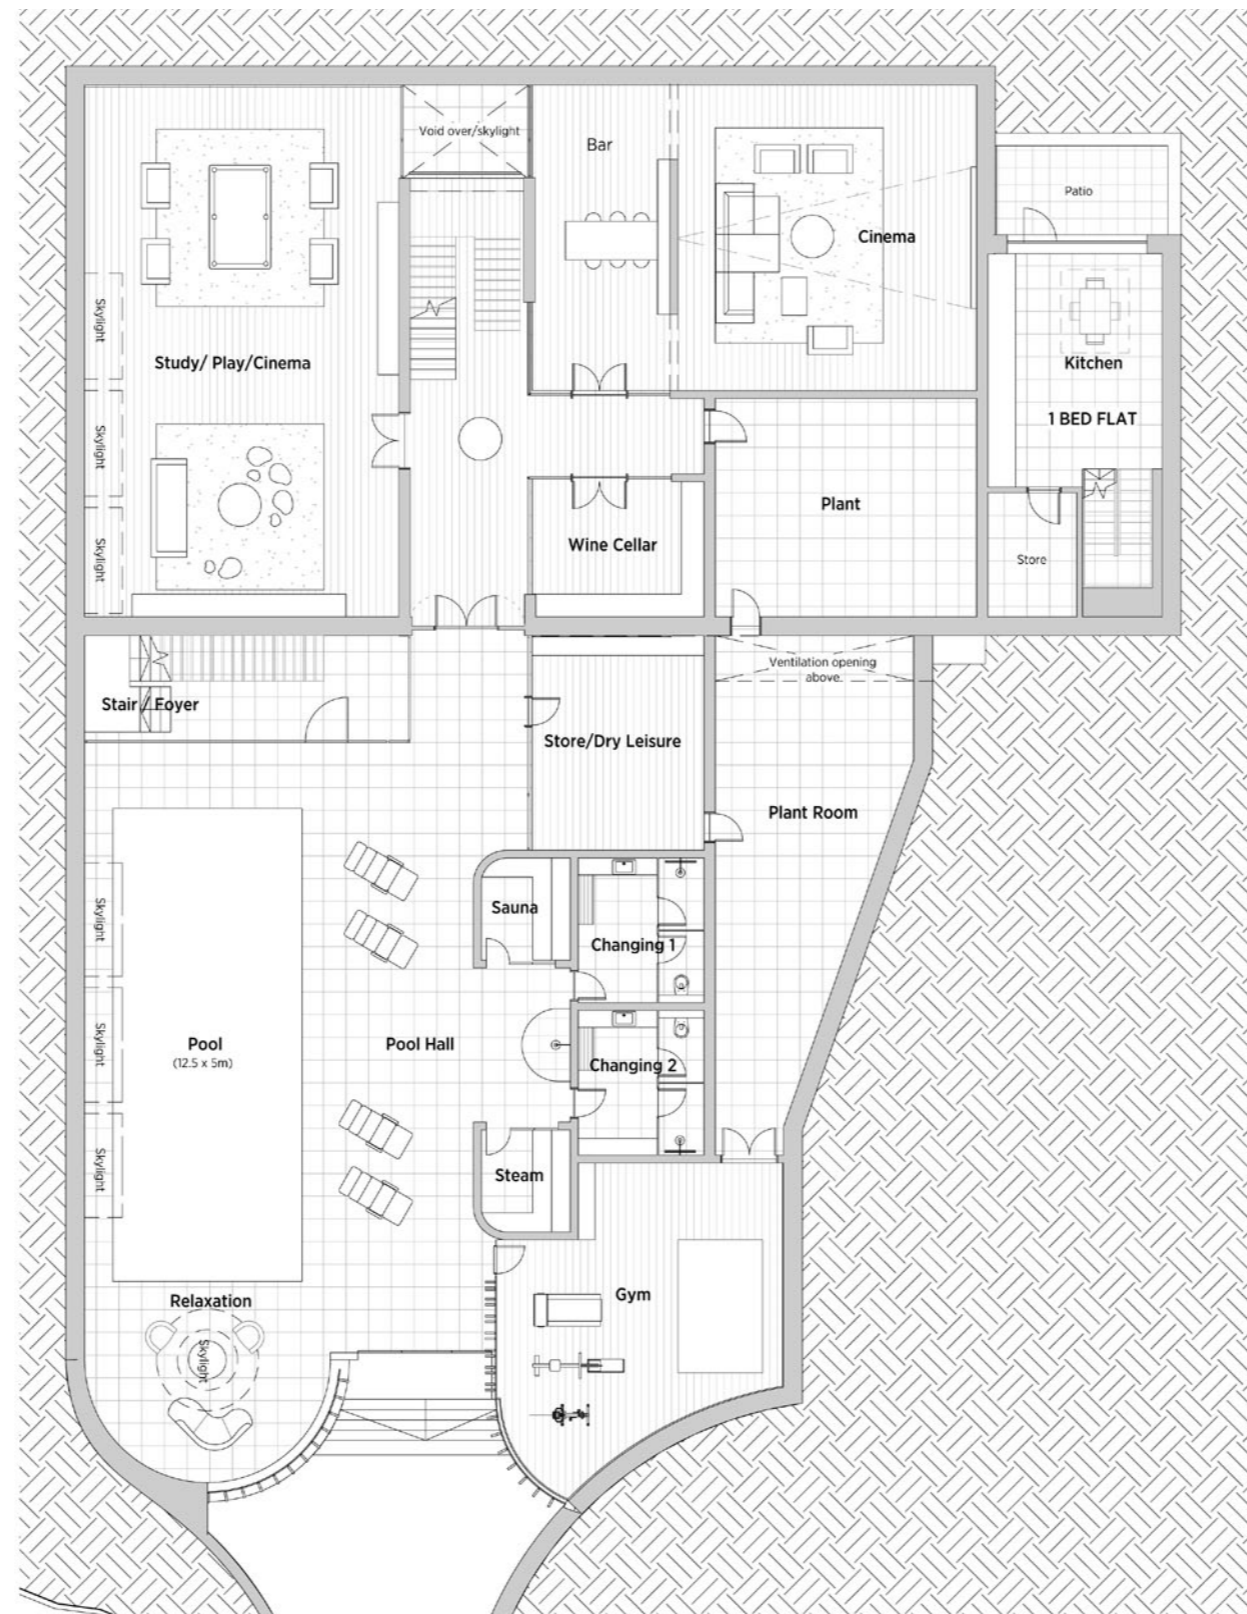 Void over/skylight
Bar
Patio
Cinema
Skylight
Study/ Play/Cinema
Kitchen
1 BED FLAT
Skylight
Plant
Wine Cellar
Skylight
Store
Ventilation opening
above
Stair / Foyer
Store/Dry Leisure
Plant Room
Sauna
Skylight
Changing 1
Skylight
Pool
(12.5 x 5m)
Pool Hall
Changing 2
Skylight
Steam
Relaxation
Gym
Skylight